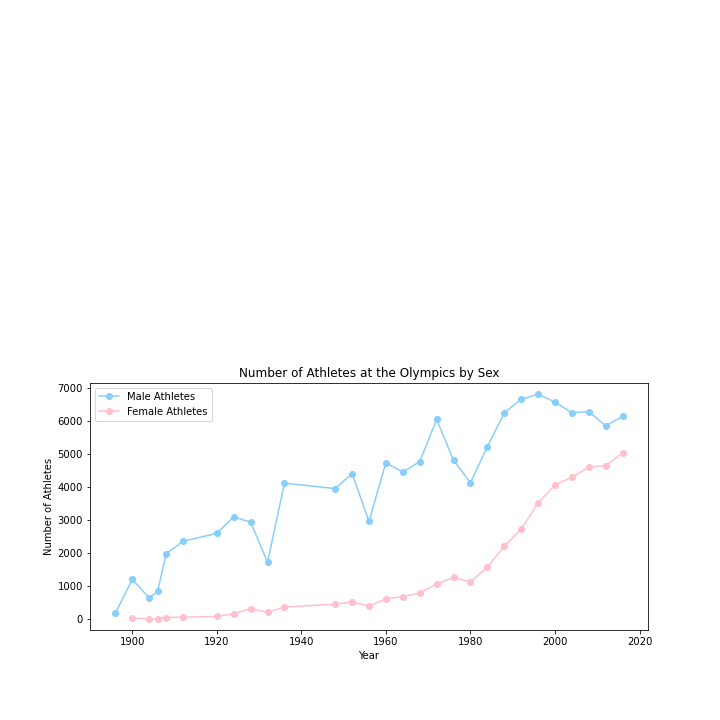 Number of Athletes at the Olympics by Sex
Male Athletes
Female Athletes
Number of Athletes
7000
6000
5000
4000
3000
2000
1000
0
1900 1920 1940 1960 1980 2000 2020
Year